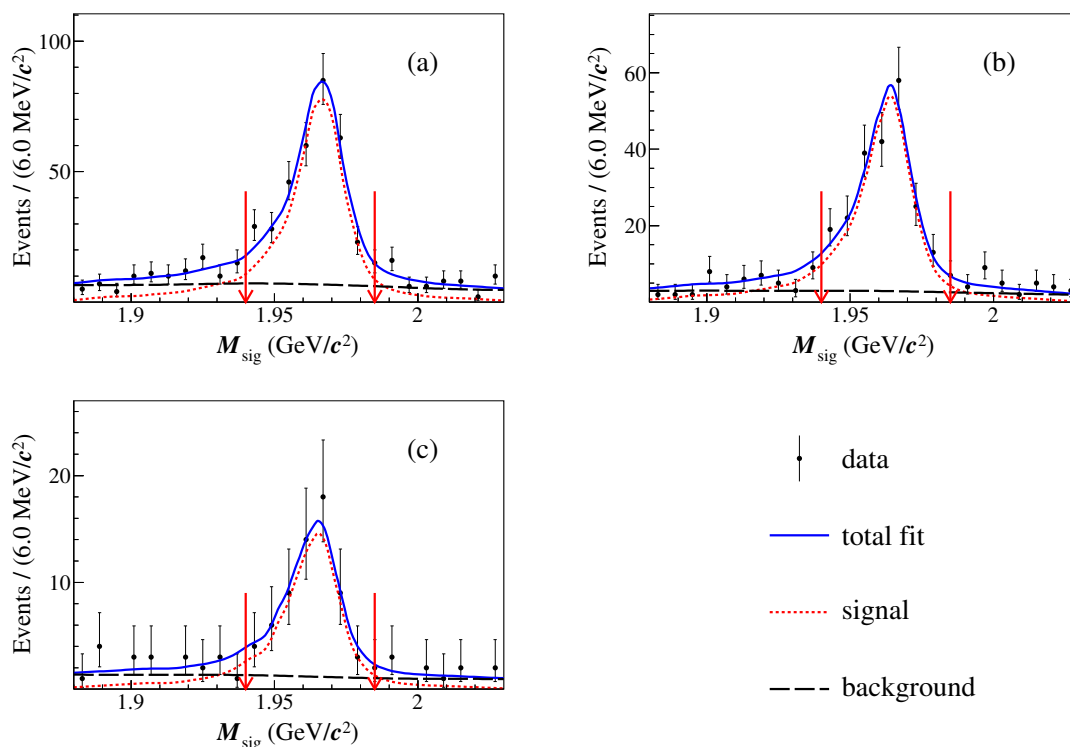 Events / (6.0 MeV/c²)
100
50
(a)
1.9
1.95
2
M_sig (GeV/c²)
Events / (6.0 MeV/c²)
60
40
20
(b)
1.9
1.95
2
M_sig (GeV/c²)
Events / (6.0 MeV/c²)
20
10
(c)
1.9
1.95
2
M_sig (GeV/c²)
data
total fit
signal
background